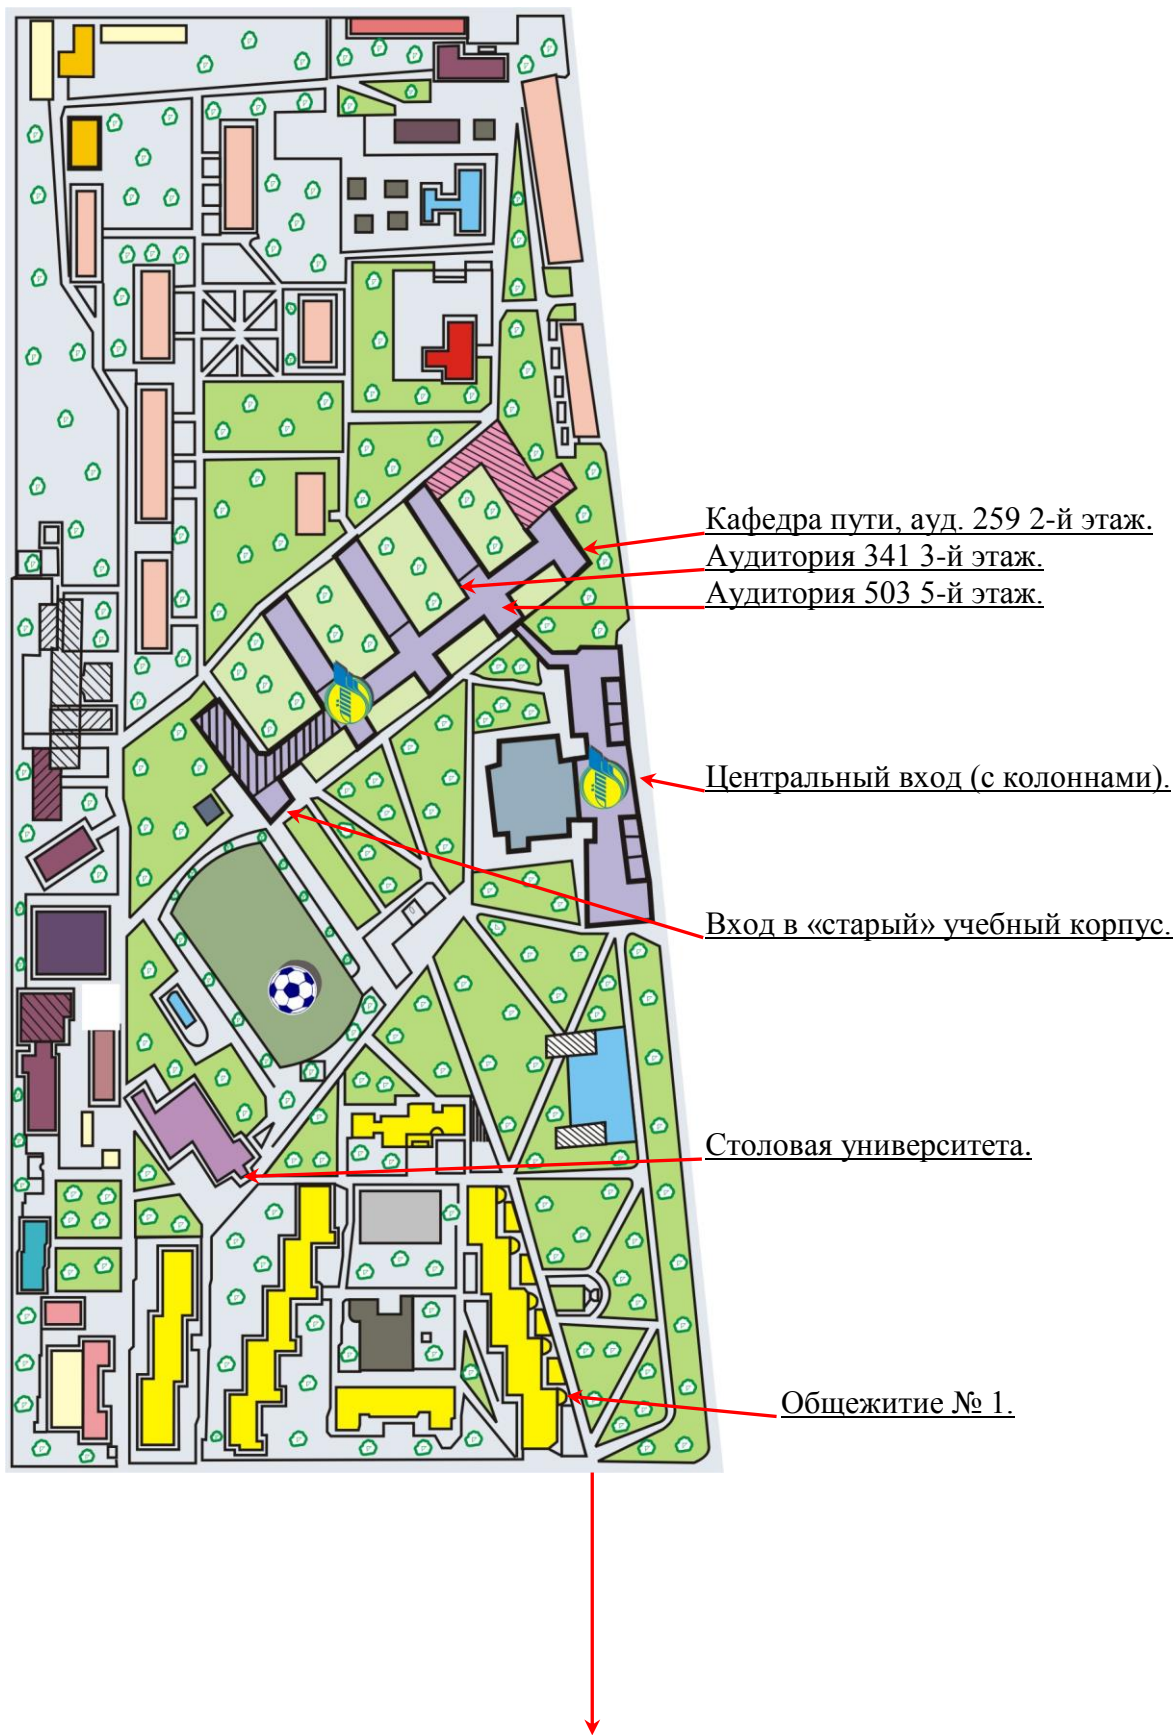 Кафедра пути, ауд. 259 2-й этаж.
Аудитория 341 3-й этаж.
Аудитория 503 5-й этаж.
Центральный вход (с колоннами).
Вход в «старый» учебный корпус.
Столовая университета.
Общежитие № 1.